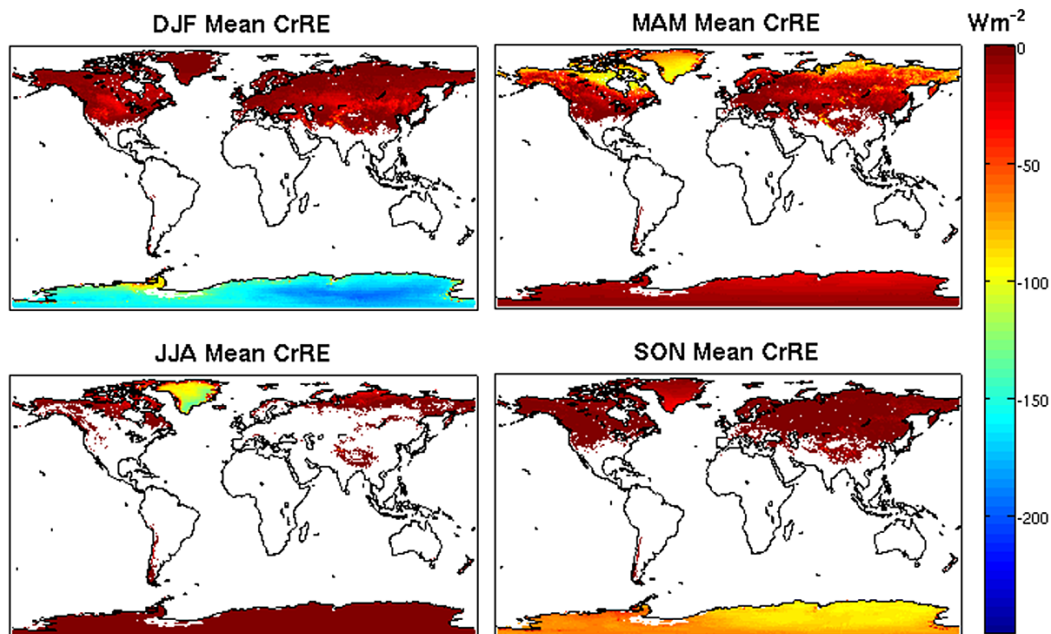 DJF Mean CrRE
MAM Mean CrRE
Wm⁻²
0
-50
-100
-150
-200
JJA Mean CrRE
SON Mean CrRE